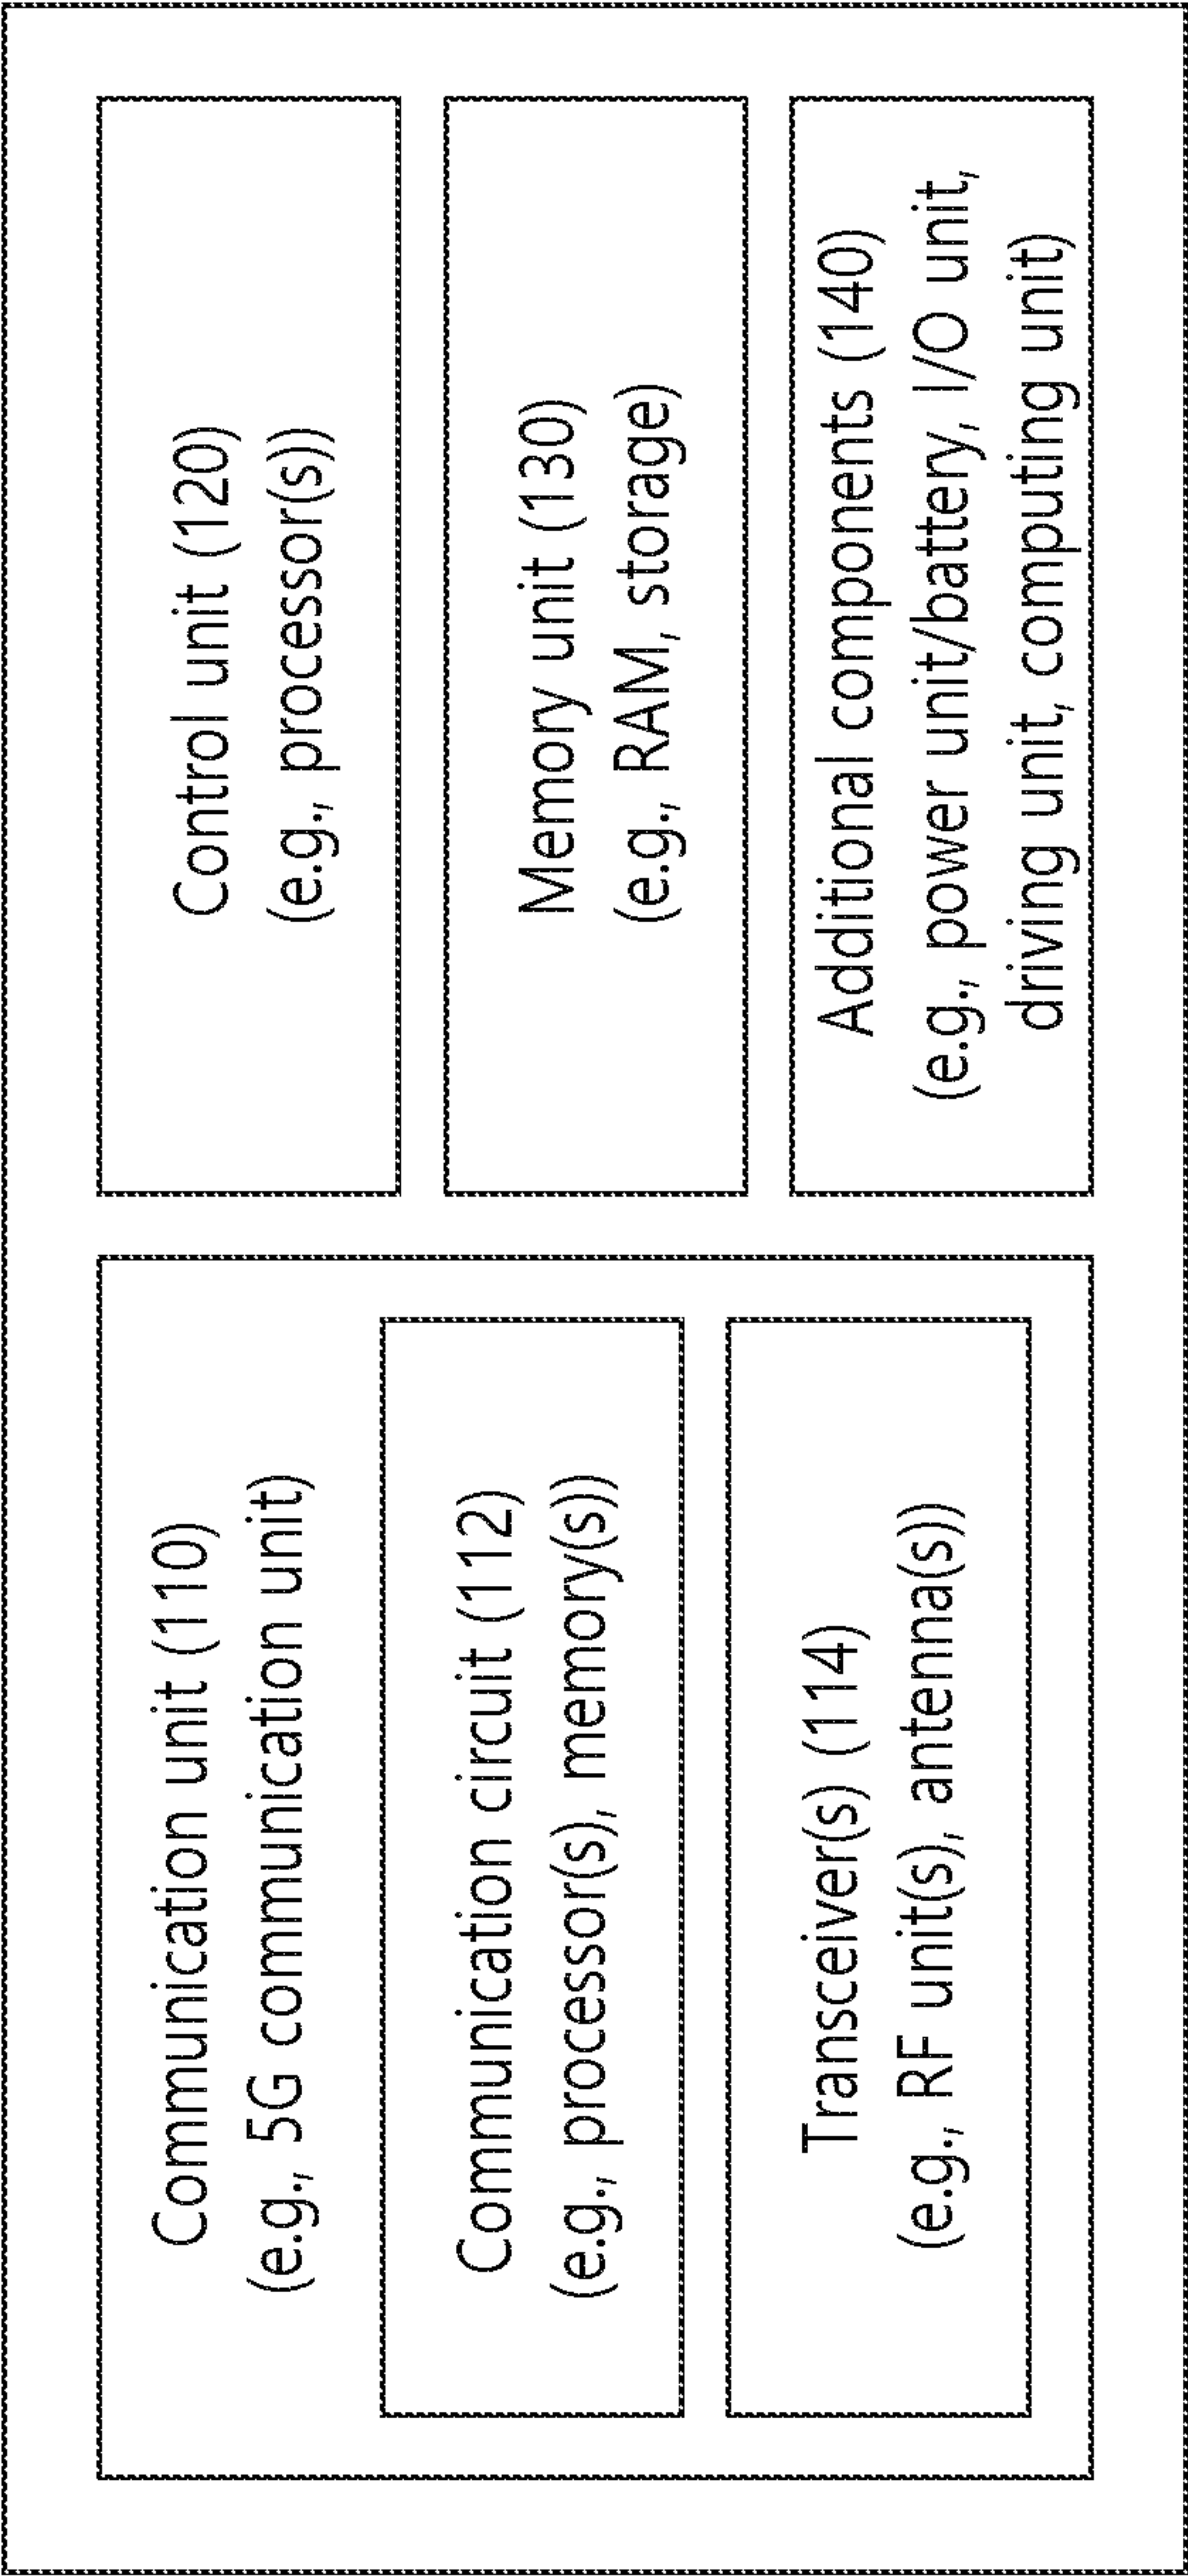 Communication unit (110)
(e.g., 5G communication unit)
Communication circuit (112)
(e.g., processor(s), memory(s))
Transceiver(s) (114)
(e.g., RF unit(s), antenna(s))
Control unit (120)
(e.g., processor(s))
Memory unit (130)
(e.g., RAM, storage)
Additional components (140)
(e.g., power unit/battery, I/O unit,
driving unit, computing unit)